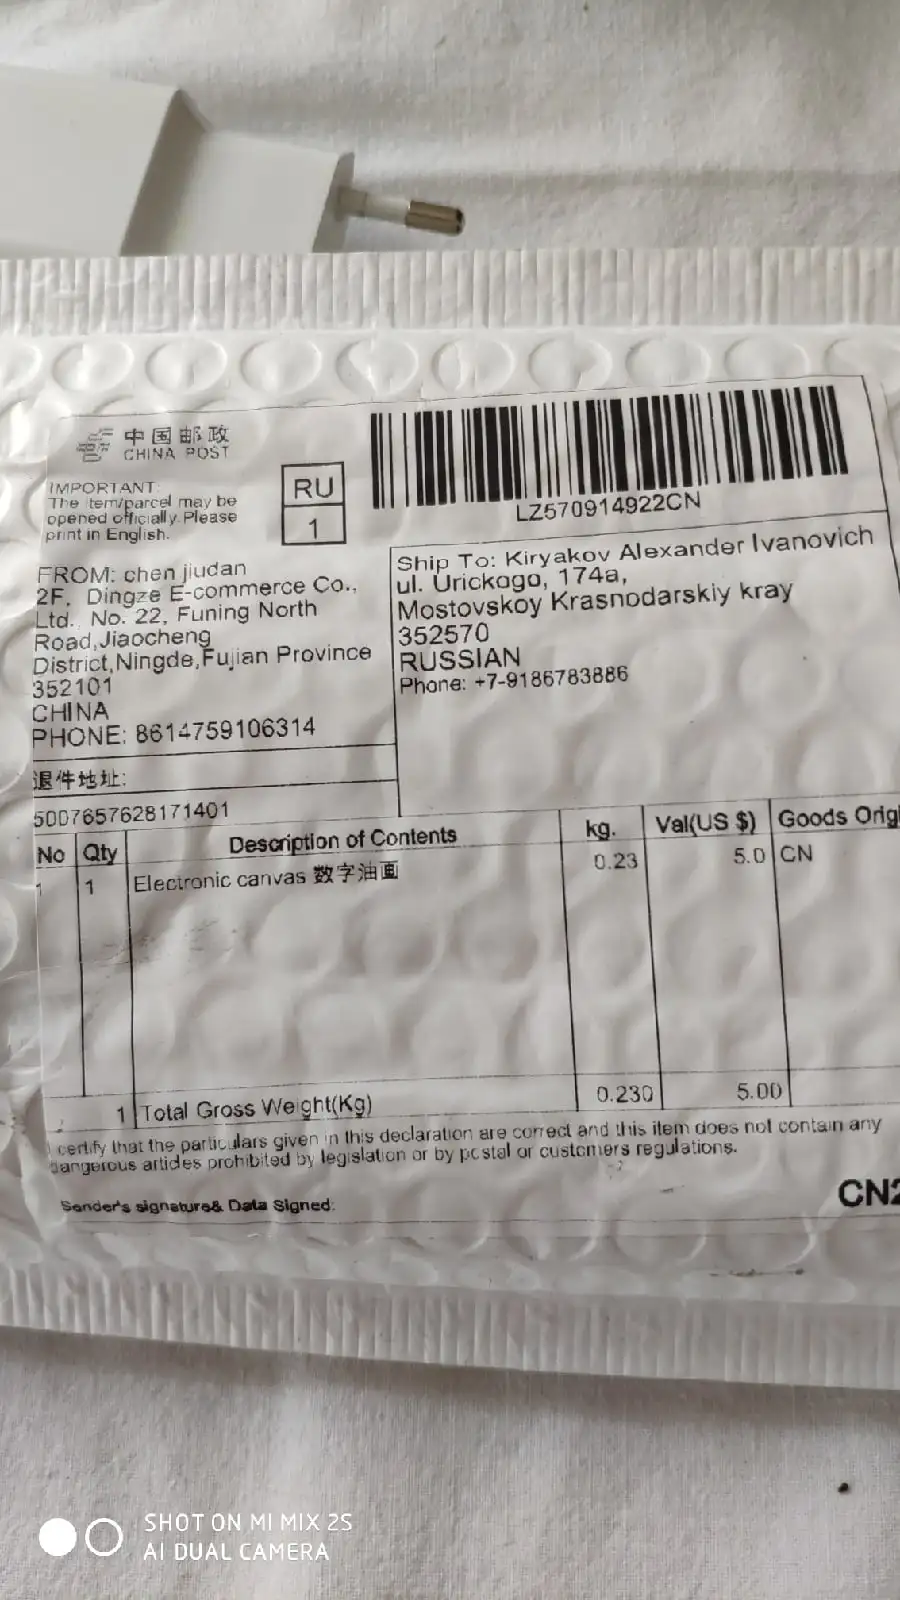 中国邮政
CHINA POST
IMPORTANT:
The item/parcel may be
opened officially. Please
print in English.
RU
1
LZ570914922CN
FROM: chen jiudan
2F, Dingze E-commerce Co.,
Ltd., No. 22, Funing North
Road,Jiaocheng
District,Ningde,Fujian Province
352101
CHINA
PHONE: 8614759106314
Ship To: Kiryakov Alexander Ivanovich
ul. Urickogo, 174a,
Mostovskoy Krasnodarskiy kray
352570
RUSSIAN
Phone: +7-9186783886
退件地址:
5007657628171401
No Qty Description of Contents kg. Val(US $) Goods Orig
1 1 Electronic canvas 数字油画 0.23 5.0 CN
1 Total Gross Weight(Kg) 0.230 5.00
I certify that the particulars given in this declaration are correct and this item does not contain any
dangerous articles prohibited by legislation or by postal or customers regulations.
Sender's signature& Data Signed:
CN2
SHOT ON MI MIX 2S
AI DUAL CAMERA